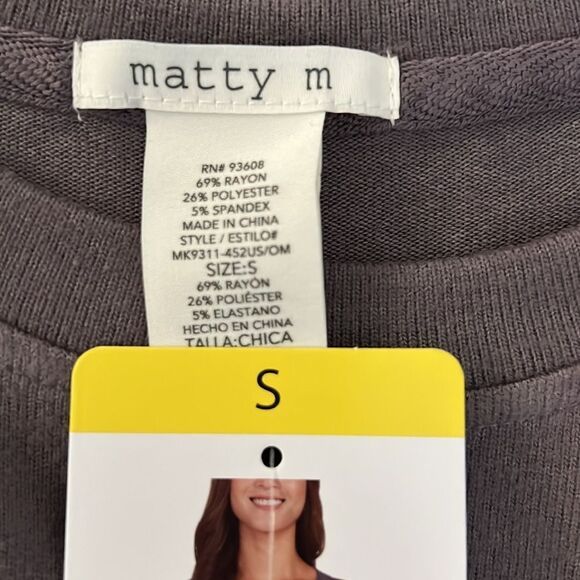 matty m
RN# 93608
69% RAYON
26% POLYESTER
5% SPANDEX
MADE IN CHINA
STYLE / ESTILO#
MK9311-452US/OM
SIZE:S
69% RAYÓN
26% POLIÉSTER
5% ELASTANO
HECHO EN CHINA
TALLA:CHICA
S